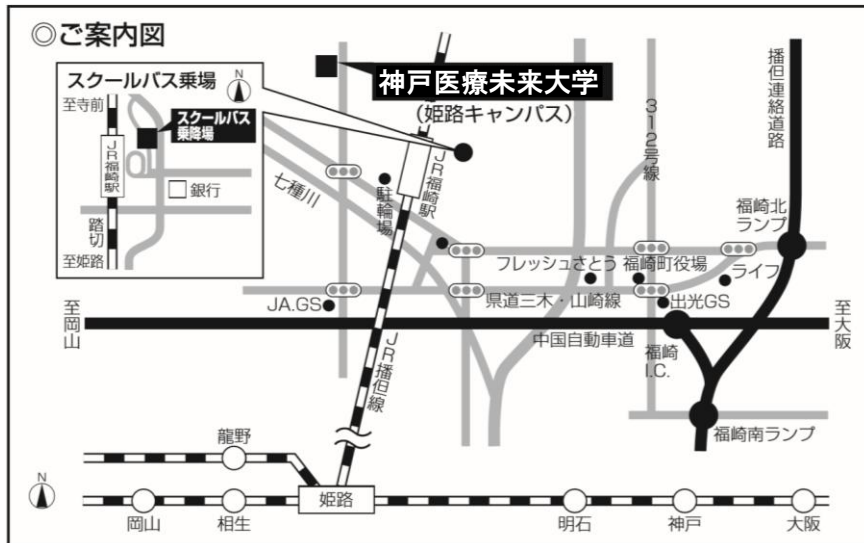 ◎ご案内図
スクールバス乗場
N
至寺前
スクールバス
乗降場
JR福崎駅
銀行
踏切
至姫路
神戸医療未来大学
(姫路キャンパス)
312号線
播但連絡道路
七種川
駐輪場
JR福崎駅
福崎北
ランプ
フレッシュさとう
福崎町役場
ライフ
JA.GS
県道三木・山崎線
出光GS
至岡山
中国自動車道
至大阪
福崎
I.C.
JR播但線
福崎南ランプ
龍野
N
姫路
岡山
相生
明石
神戸
大阪